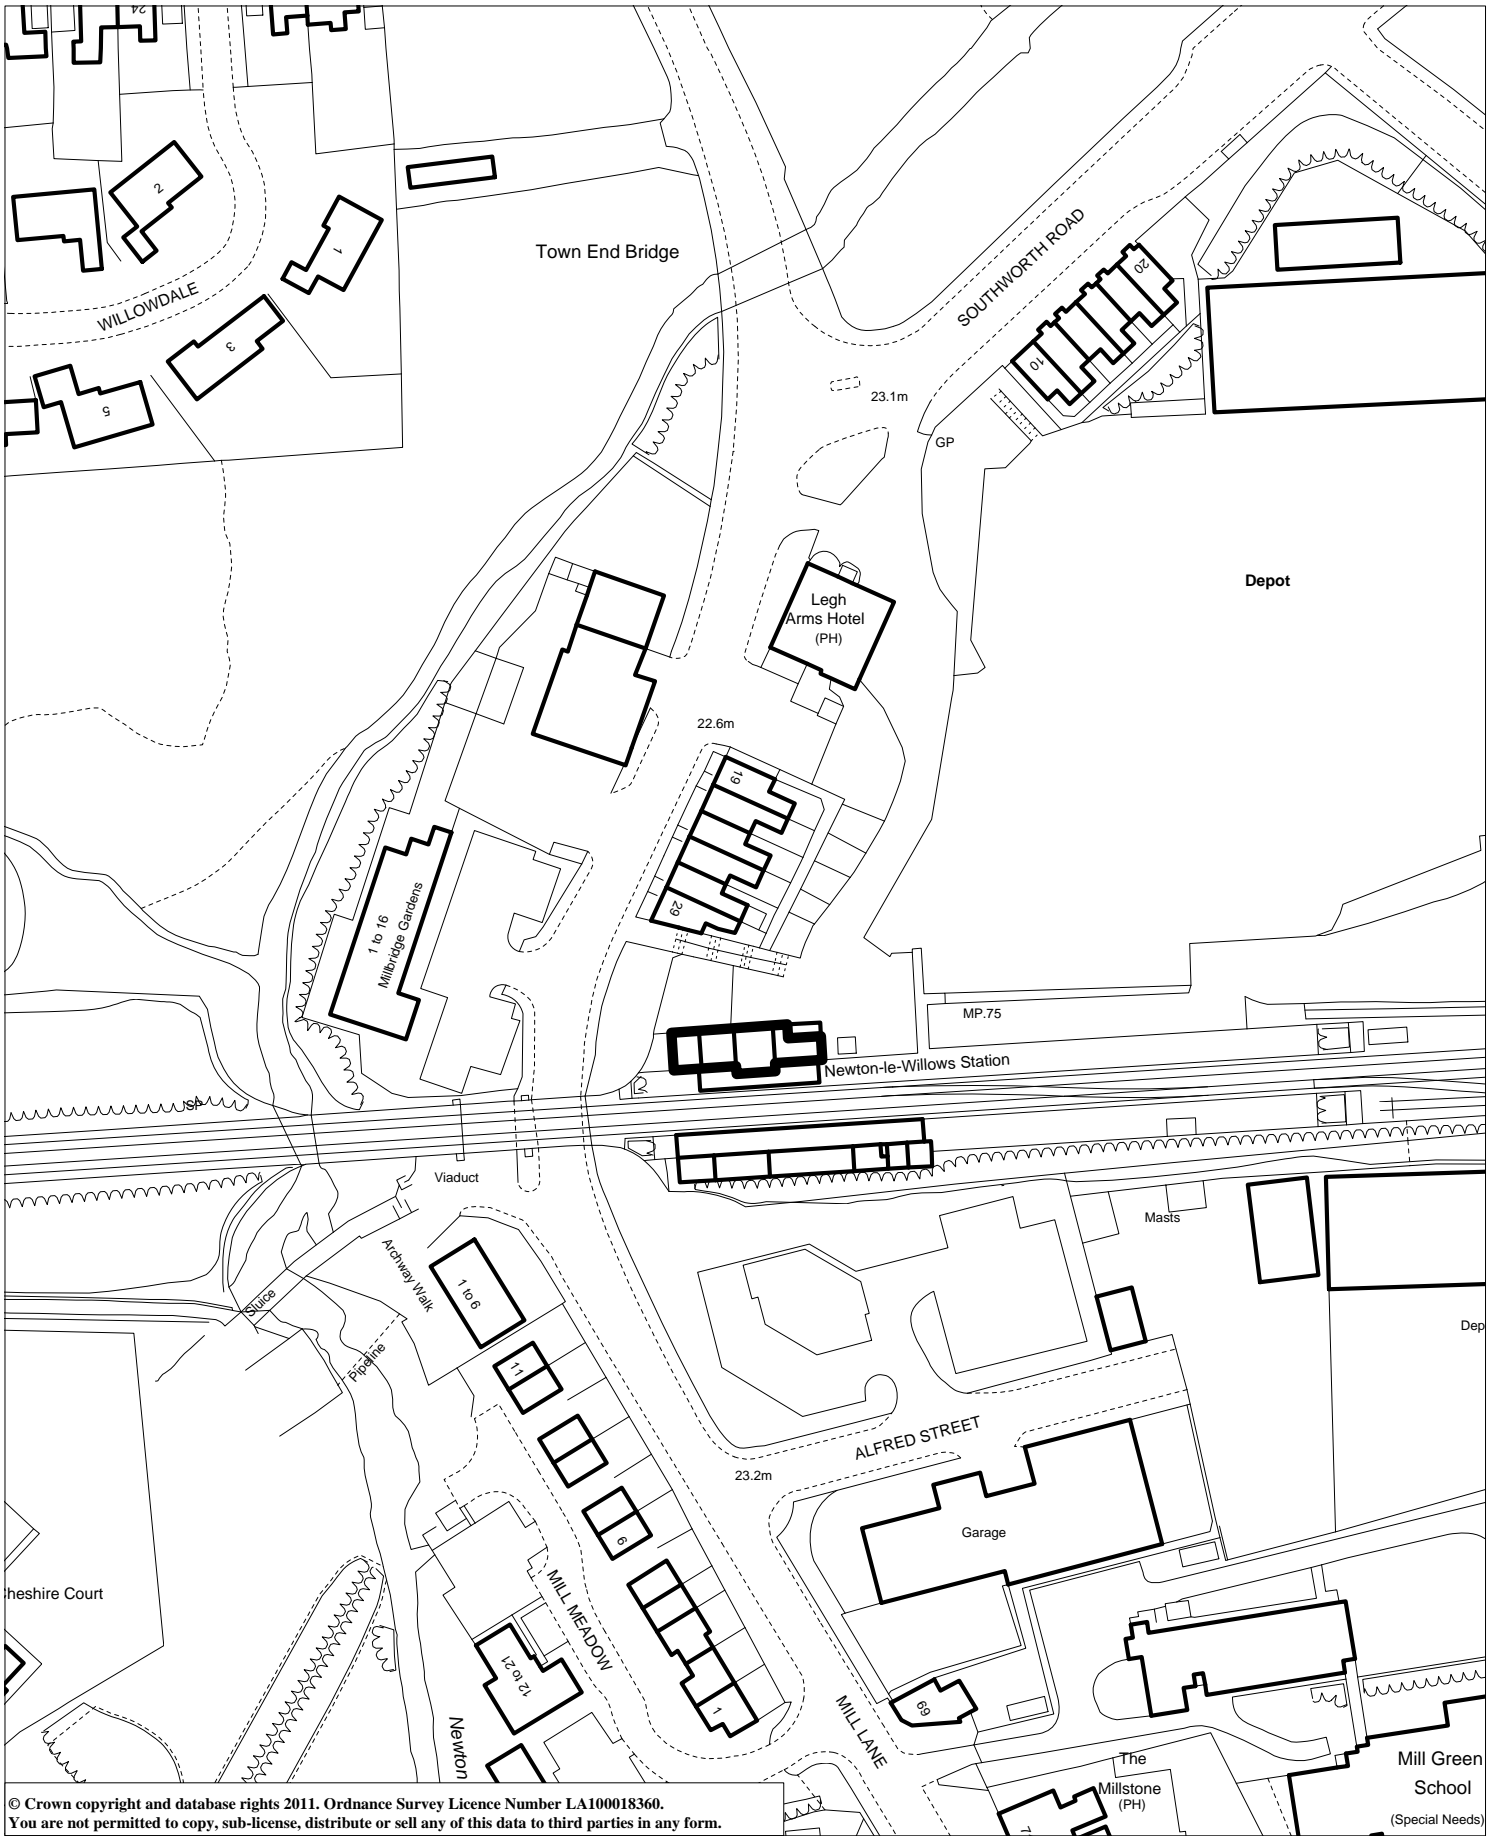 24
2
1
Town End Bridge
SOUTHWORTH ROAD
20
WILLOWDALE
3
10
5
23.1m
GP
Depot
Legh
Arms Hotel
(PH)
22.6m
19
29
1 to 16
Millbridge Gardens
MP.75
Newton-le-Willows Station
SP
Viaduct
Masts
Archway Walk
1 to 6
Sluice
Pipeline
Dep
11
ALFRED STREET
23.2m
Garage
6
Cheshire Court
MILL MEADOW
12 to 21
1
69
MILL LANE
Newton
The
Millstone
(PH)
Mill Green
School
(Special Needs)
© Crown copyright and database rights 2011. Ordnance Survey Licence Number LA100018360.
You are not permitted to copy, sub-license, distribute or sell any of this data to third parties in any form.